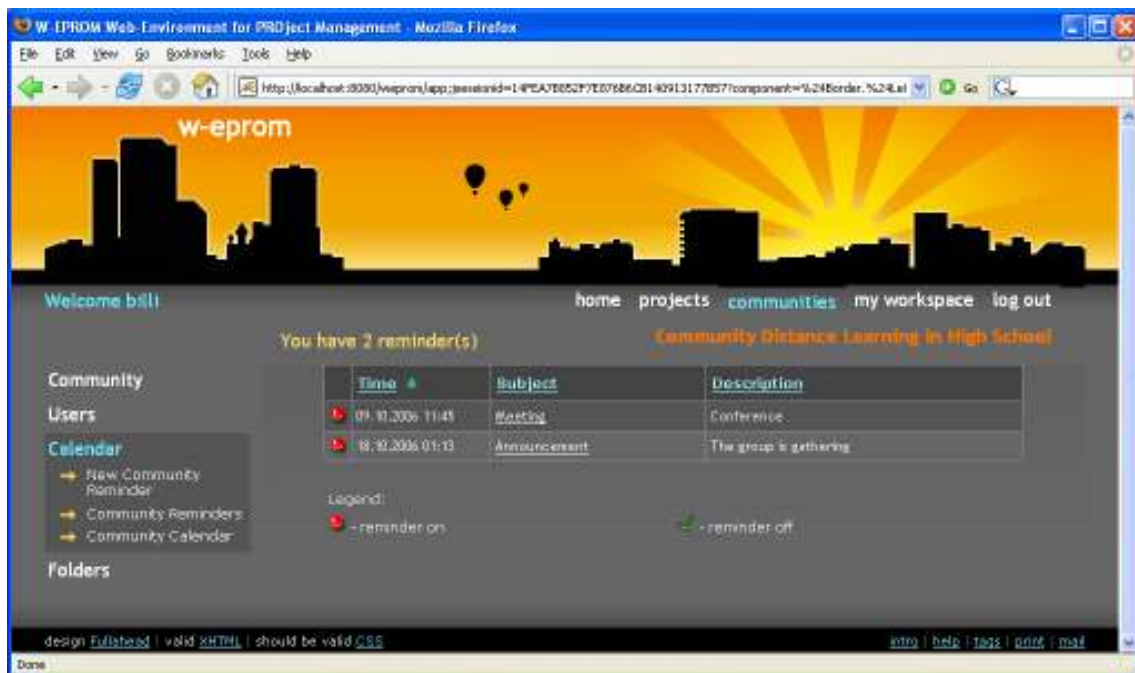 W-EPROM Web-Environment for PROject Management - Mozilla Firefox
File Edit View Go Bookmarks Tools Help
Go
w-eprom
Welcome billi
home projects communities my workspace log out
You have 2 reminder(s)
Community Distance Learning in High School
Community
Users
Calendar
New Community
Reminder
Community Reminders
Community Calendar
Folders
Time Subject Description
09.10.2006 11:45 Meeting Conference
18.10.2006 01:13 Announcement The group is gathering
Legend:
- reminder on - reminder off
design Fullahead | valid XHTML | should be valid CSS
intro | help | tags | print | mail
Done